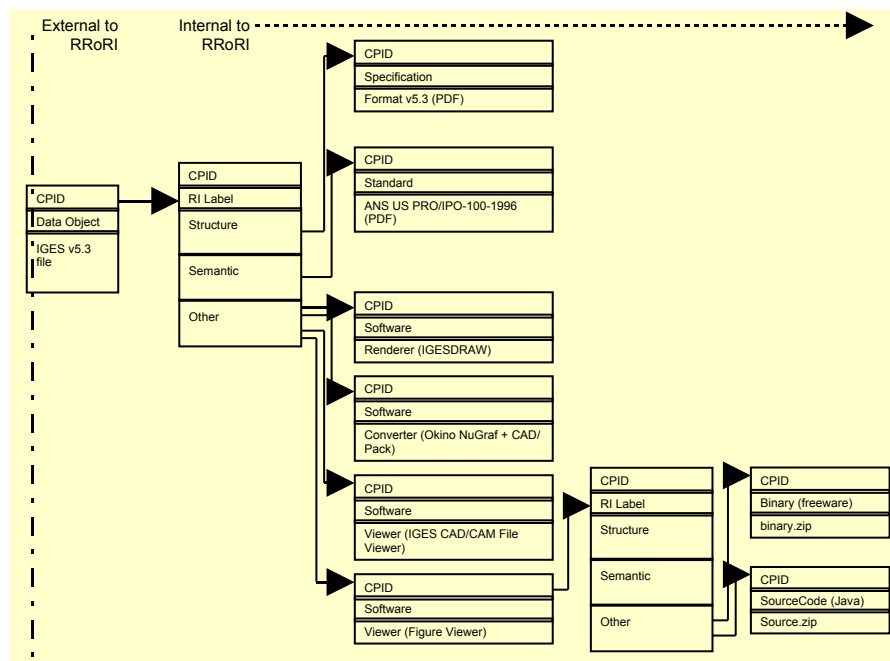 External to
RRoRI
Internal to
RRoRI
CPID
Data Object
IGES v5.3
file
CPID
RI Label
Structure
Semantic
Other
CPID
Specification
Format v5.3 (PDF)
CPID
Standard
ANS US PRO/IPO-100-1996
(PDF)
CPID
Software
Renderer (IGESDRAW)
CPID
Software
Converter (Okino NuGraf + CAD/
Pack)
CPID
Software
Viewer (IGES CAD/CAM File
Viewer)
CPID
Software
Viewer (Figure Viewer)
CPID
RI Label
Structure
Semantic
Other
CPID
Binary (freeware)
binary.zip
CPID
SourceCode (Java)
Source.zip